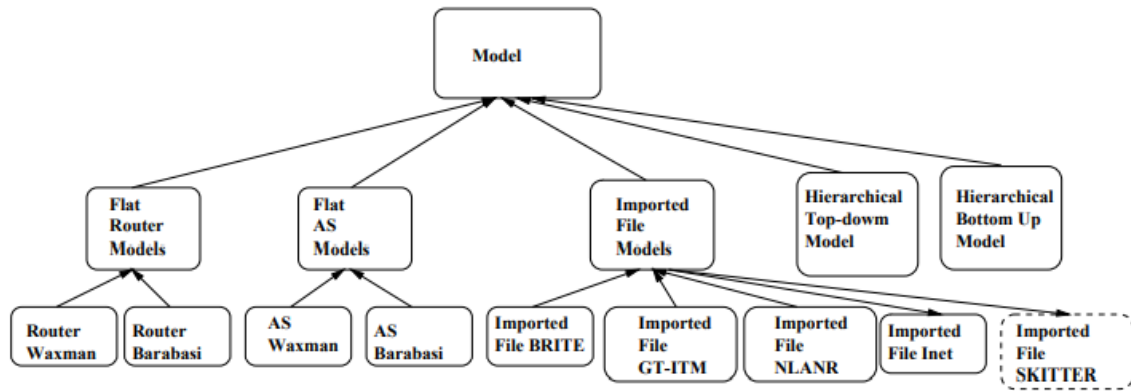 Model
Flat
Router
Models
Flat
AS
Models
Imported
File
Models
Hierarchical
Top-dowm
Model
Hierarchical
Bottom Up
Model
Router
Waxman
Router
Barabasi
AS
Waxman
AS
Barabasi
Imported
File BRITE
Imported
File
GT-ITM
Imported
File
NLANR
Imported
File Inet
Imported
File
SKITTER